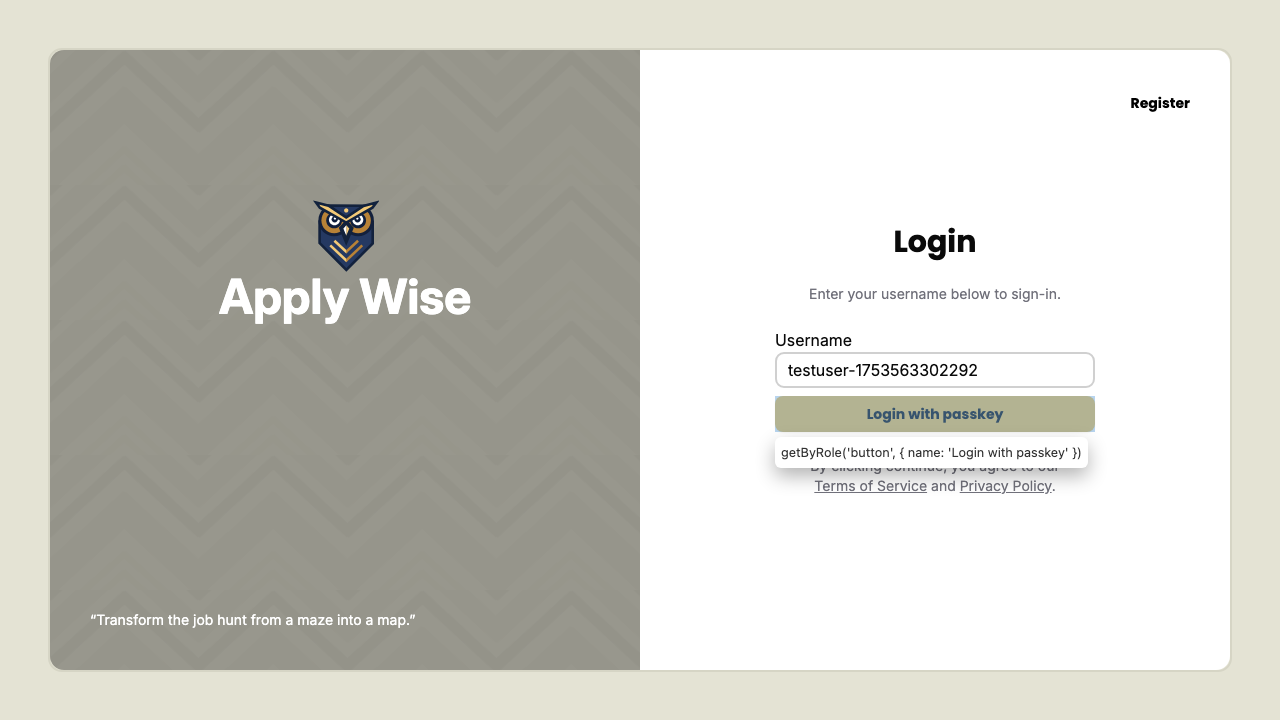 Register
Apply Wise
Login
Enter your username below to sign-in.
Username
testuser-1753563302292
Login with passkey
getByRole('button', { name: 'Login with passkey' })
By clicking continue, you agree to our
Terms of Service and Privacy Policy.
“Transform the job hunt from a maze into a map.”